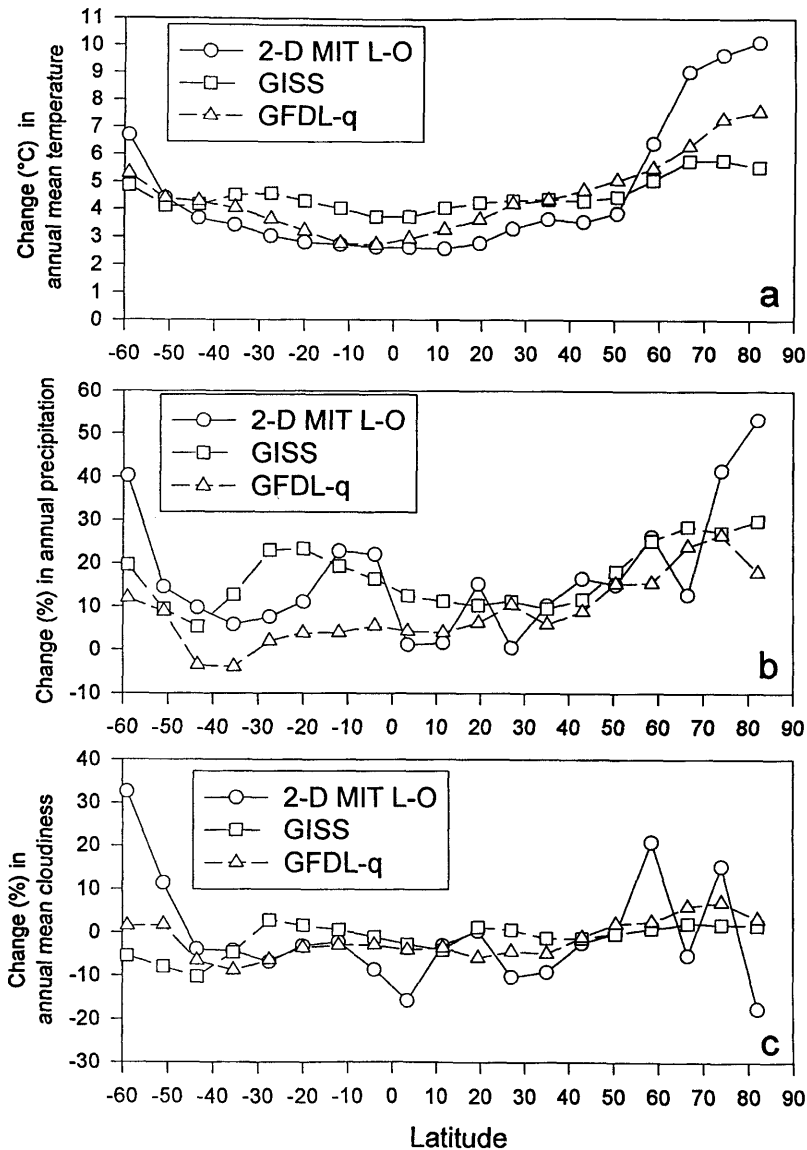 11
10
9
8
7
6
5
4
3
2
1
0
Change (°C) in
annual mean temperature
2-D MIT L-O
GISS
GFDL-q
a
-60 -50 -40 -30 -20 -10 0 10 20 30 40 50 60 70 80 90
60
50
40
30
20
10
0
-10
Change (%) in annual precipitation
2-D MIT L-O
GISS
GFDL-q
b
-60 -50 -40 -30 -20 -10 0 10 20 30 40 50 60 70 80 90
40
30
20
10
0
-10
-20
-30
Change (%) in
annual mean cloudiness
2-D MIT L-O
GISS
GFDL-q
c
-60 -50 -40 -30 -20 -10 0 10 20 30 40 50 60 70 80 90
Latitude